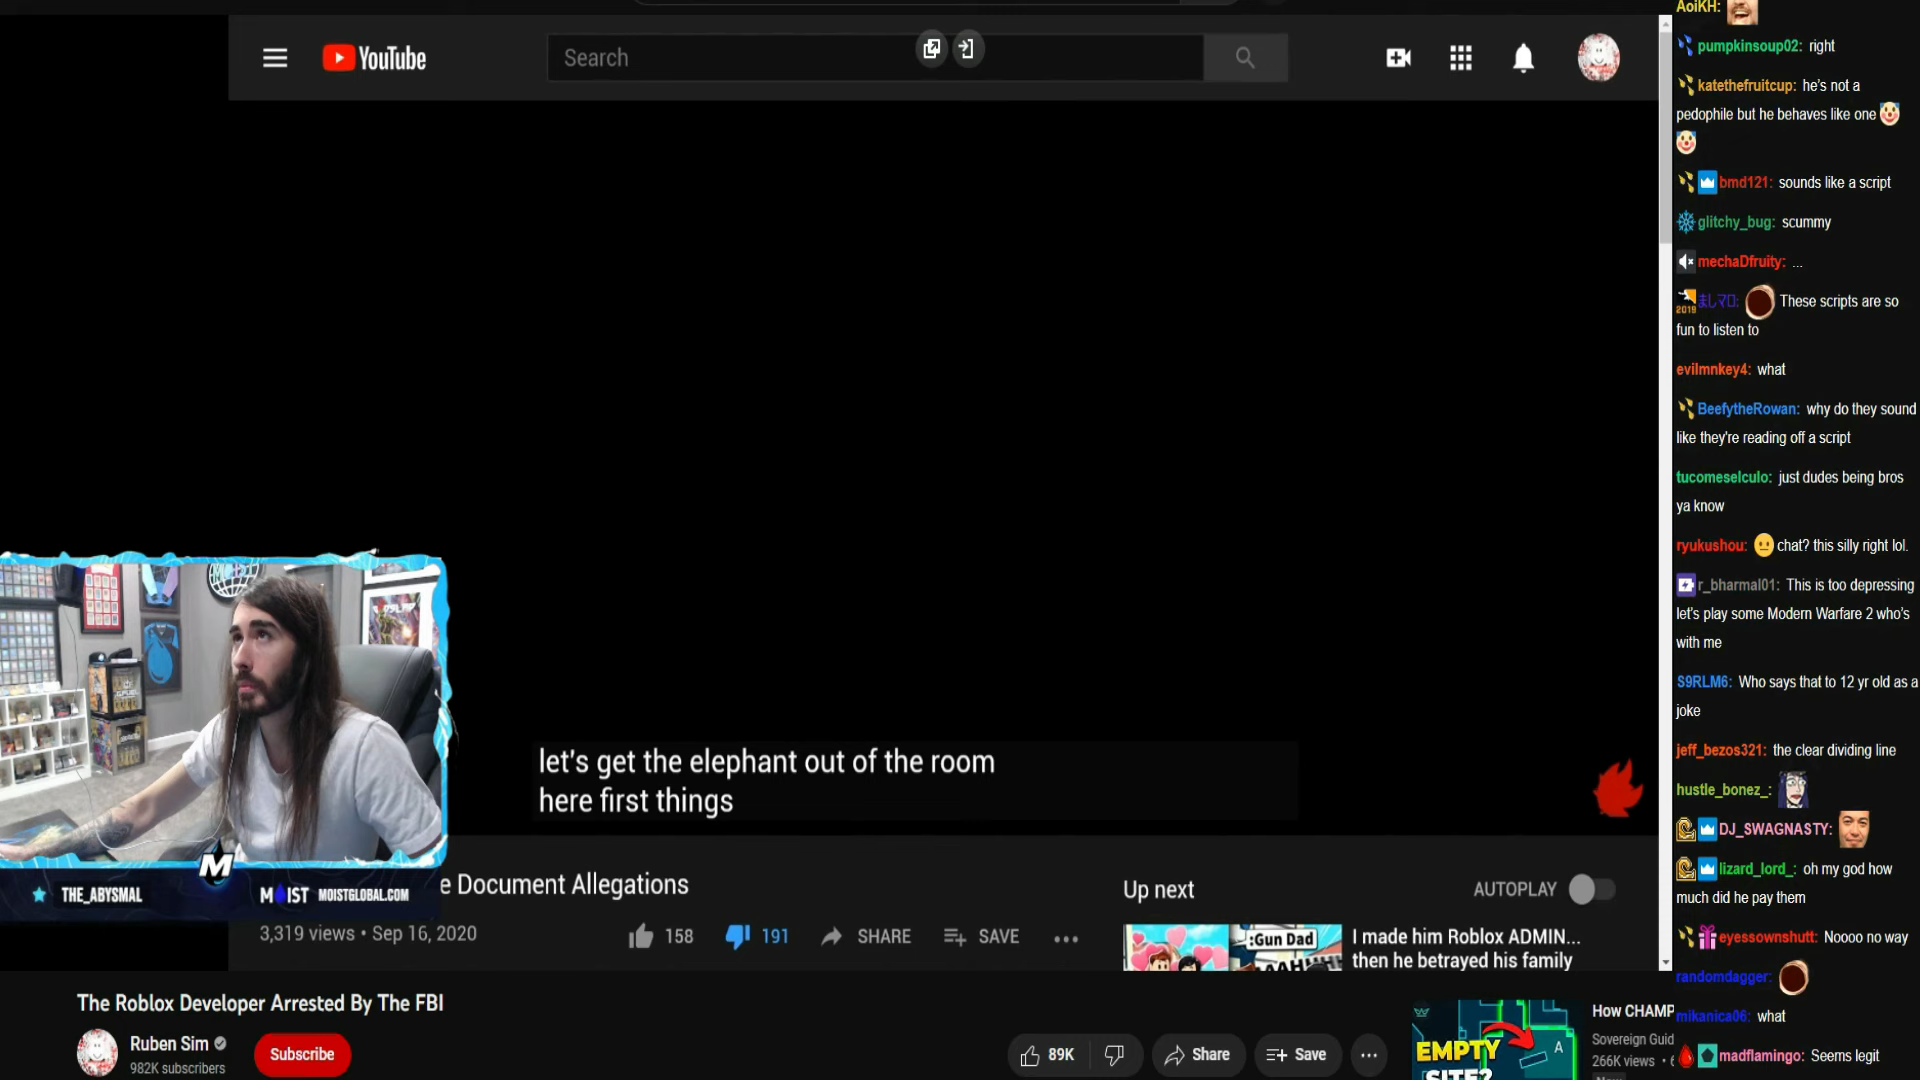 YouTube
Search
let's get the elephant out of the room
here first things
THE_ABYSMAL
MOIST MOISTGLOBAL.COM
e Document Allegations
3,319 views • Sep 16, 2020
158
191
SHARE
SAVE
Up next
AUTOPLAY
:Gun Dad
I made him Roblox ADMIN...
then he betrayed his family
The Roblox Developer Arrested By The FBI
Ruben Sim
982K subscribers
Subscribe
89K
Share
Save
EMPTY
SITE?
A
How CHAMP
Sovereign Guid
266K views • 6
AoiKH:
pumpkinsoup02: right
katethefruitcup: he's not a
pedophile but he behaves like one
bmd121: sounds like a script
glitchy_bug: scummy
mechaDfruity: ...
2019 ましマロ: These scripts are so
fun to listen to
evilmnkey4: what
BeefytheRowan: why do they sound
like they're reading off a script
tucomeselculo: just dudes being bros
ya know
ryukushou: chat? this silly right lol.
r_bharmal01: This is too depressing
let's play some Modern Warfare 2 who's
with me
S9RLM6: Who says that to 12 yr old as a
joke
jeff_bezos321: the clear dividing line
hustle_bonez_:
DJ_SWAGNASTY:
lizard_lord_: oh my god how
much did he pay them
eyessownshutt: Noooo no way
randomdagger:
mikanica06: what
madflamingo: Seems legit